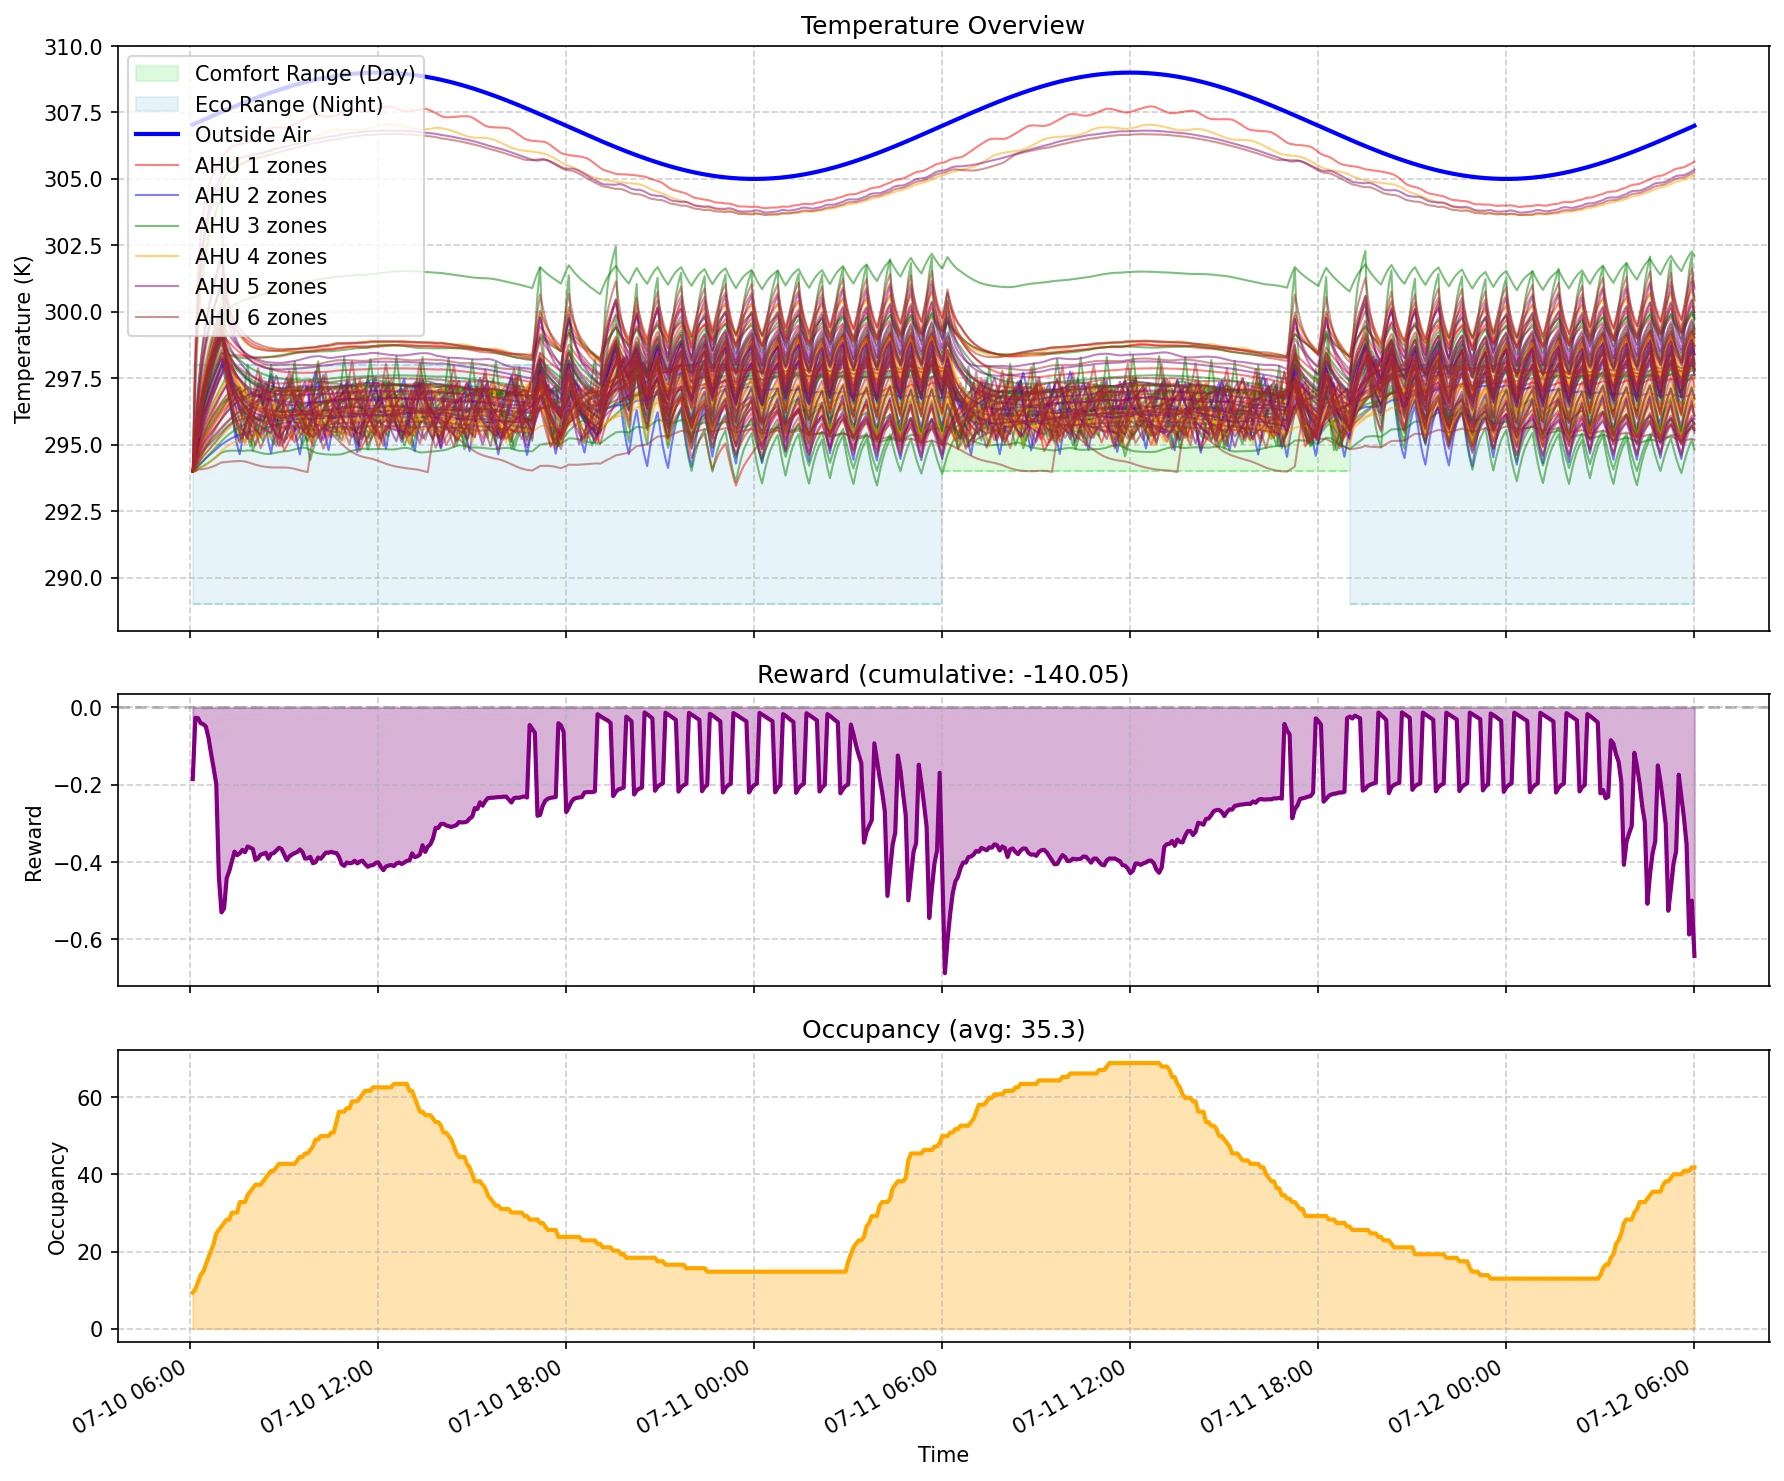 Temperature Overview
310.0
307.5
305.0
302.5
300.0
297.5
295.0
292.5
290.0
Temperature (K)
Comfort Range (Day)
Eco Range (Night)
Outside Air
AHU 1 zones
AHU 2 zones
AHU 3 zones
AHU 4 zones
AHU 5 zones
AHU 6 zones
Reward (cumulative: -140.05)
0.0
−0.2
−0.4
−0.6
Reward
Occupancy (avg: 35.3)
60
40
20
0
Occupancy
07-10 06:00
07-10 12:00
07-10 18:00
07-11 00:00
07-11 06:00
07-11 12:00
07-11 18:00
07-12 00:00
07-12 06:00
Time